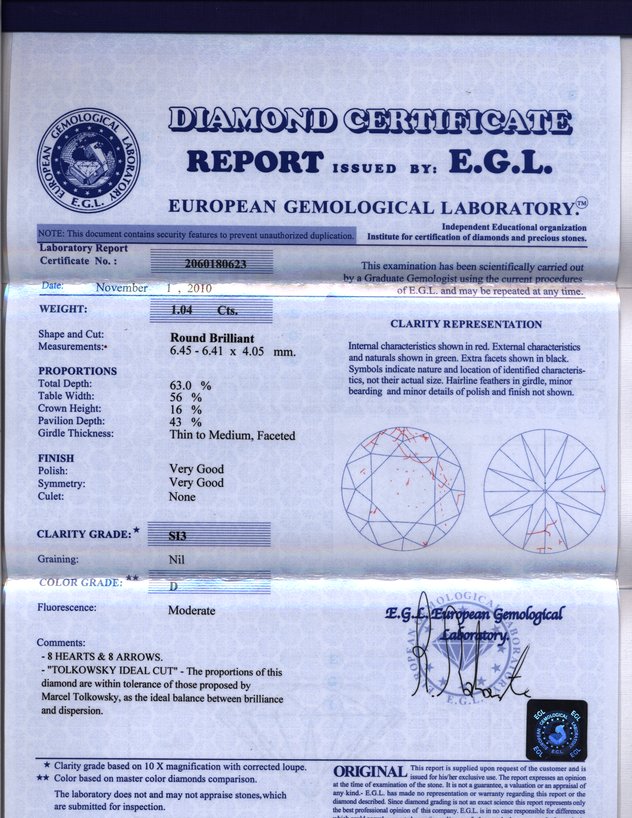 EUROPEAN GEMOLOGICAL LABORATORY
E.G.L.
DIAMOND CERTIFICATE
REPORT ISSUED BY: E.G.L.
EUROPEAN GEMOLOGICAL LABORATORY.™
Independent Educational organization
Institute for certification of diamonds and precious stones.
NOTE: This document contains security features to prevent unauthorized duplication.
Laboratory Report
Certificate No. : 2060180623
Date: November 1 , 2010
WEIGHT: 1.04 Cts.
Shape and Cut: Round Brilliant
Measurements: 6.45 - 6.41 x 4.05 mm.
PROPORTIONS
Total Depth: 63.0 %
Table Width: 56 %
Crown Height: 16 %
Pavilion Depth: 43 %
Girdle Thickness: Thin to Medium, Faceted
FINISH
Polish: Very Good
Symmetry: Very Good
Culet: None
CLARITY GRADE:★ SI3
Graining: Nil
COLOR GRADE:★★ D
Fluorescence: Moderate
Comments:
- 8 HEARTS & 8 ARROWS.
- "TOLKOWSKY IDEAL CUT" - The proportions of this
diamond are within tolerance of those proposed by
Marcel Tolkowsky, as the ideal balance between brilliance
and dispersion.
★ Clarity grade based on 10 X magnification with corrected loupe.
★★ Color based on master color diamonds comparison.
The laboratory does not and may not appraise stones,which
are submitted for inspection.
This examination has been scientifically carried out
by a Graduate Gemologist using the current procedures
of E.G.L. and may be repeated at any time.
CLARITY REPRESENTATION
Internal characteristics shown in red. External characteristics
and naturals shown in green. Extra facets shown in black.
Symbols indicate nature and location of identified characteris-
tics, not their actual size. Hairline feathers in girdle, minor
bearding and minor details of polish and finish not shown.
E.G.L. European Gemological
Laboratory.
EGL EGL
EGL EGL
ORIGINAL This report is supplied upon request of the customer and is
issued for his/her exclusive use. The report expresses an opinion
at the time of examination of the stone. It is not a guarantee, a valuation or an appraisal of
any kind.- E.G.L. has made no representation or warranty regarding this report or the
diamond described. Since diamond grading is not an exact science this report represents only
the best professional opinion of this company. E.G.L. is in no case responsible for differences